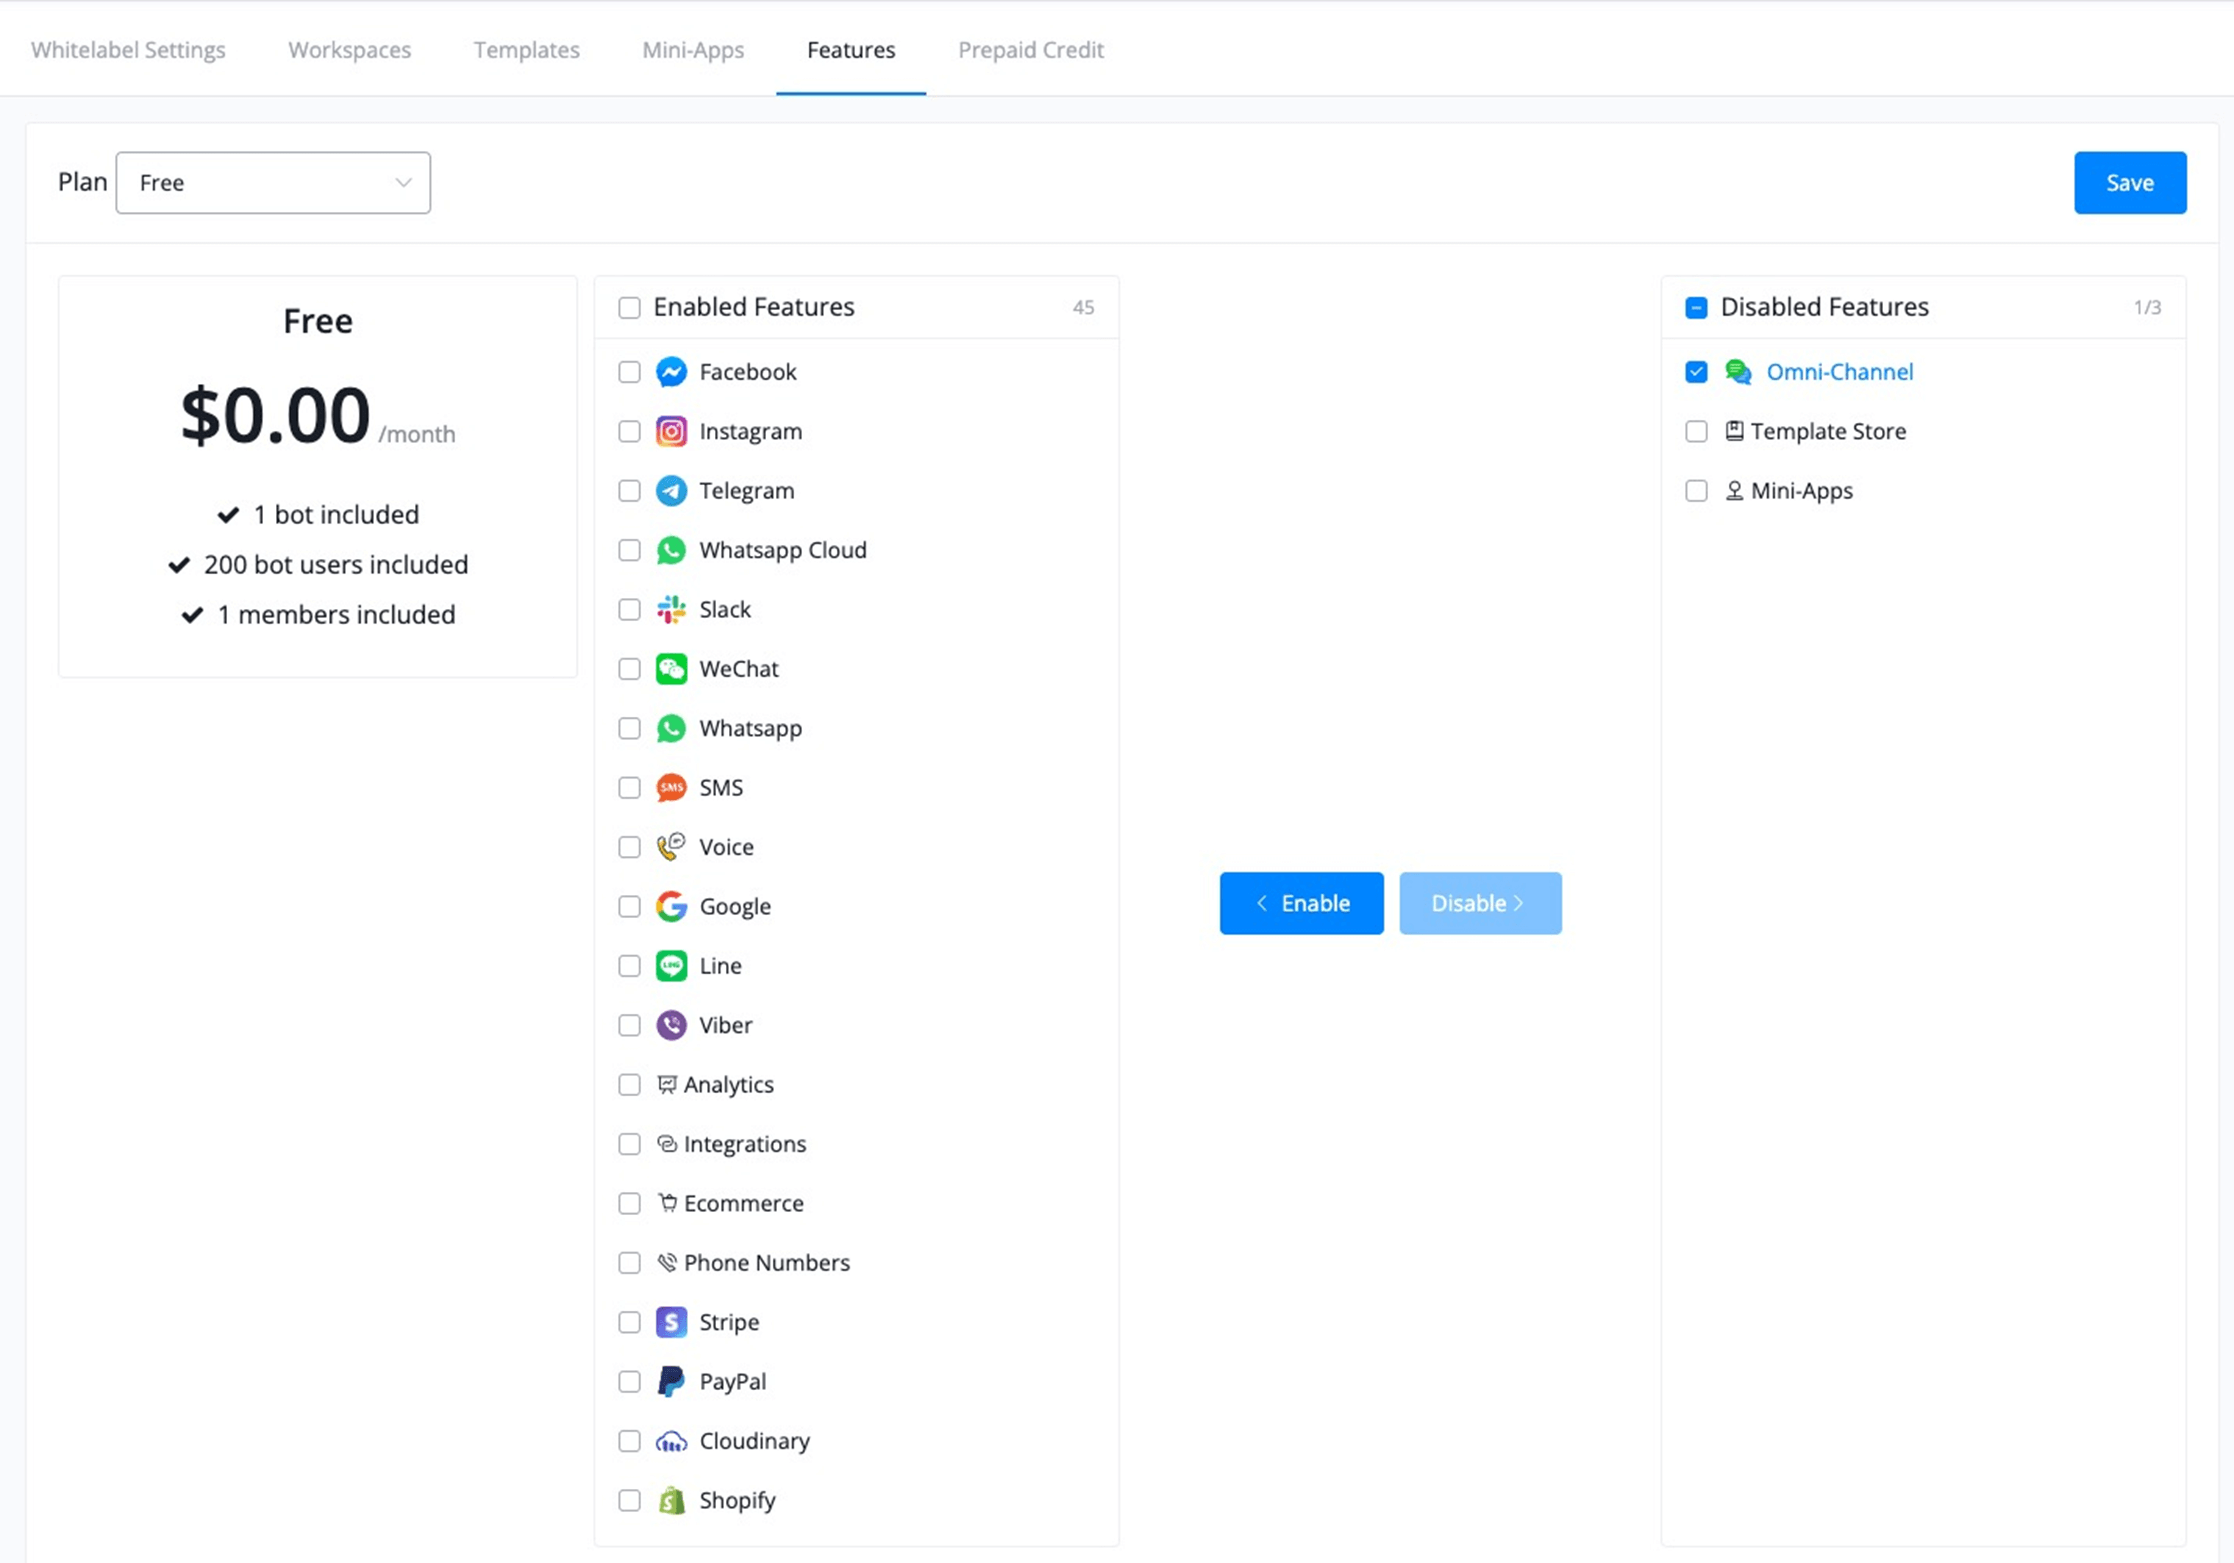 Whitelabel Settings Workspaces Templates Mini-Apps Features Prepaid Credit
Plan Free Save
Free
$0.00 /month
1 bot included
200 bot users included
1 members included
Enabled Features 45
Facebook
Instagram
Telegram
Whatsapp Cloud
Slack
WeChat
Whatsapp
SMS SMS
Voice
Google
LINE Line
Viber
Analytics
Integrations
Ecommerce
Phone Numbers
S Stripe
PayPal
Cloudinary
Shopify
Enable Disable
Disabled Features 1/3
Omni-Channel
Template Store
Mini-Apps